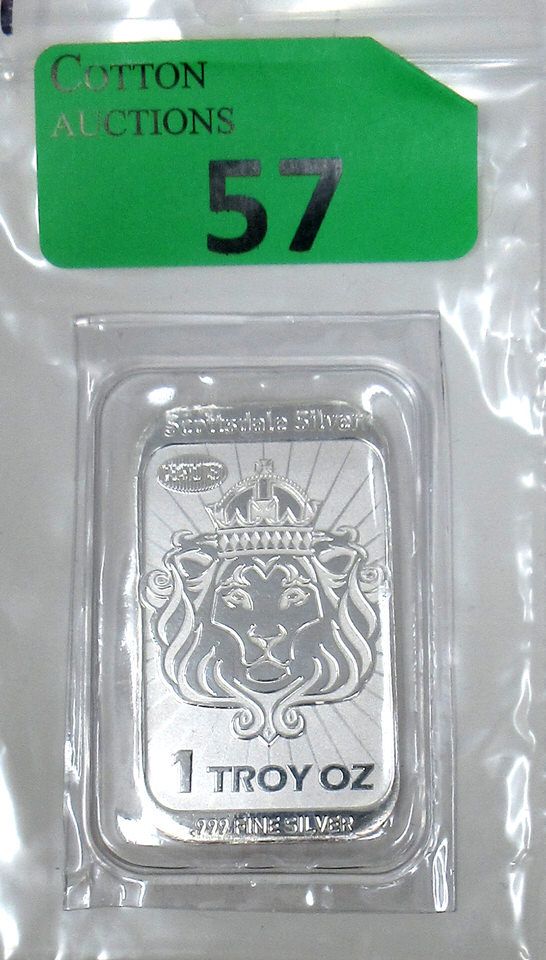 COTTON
AUCTIONS
57
Scottsdale Silver
1 TROY OZ
.999 FINE SILVER